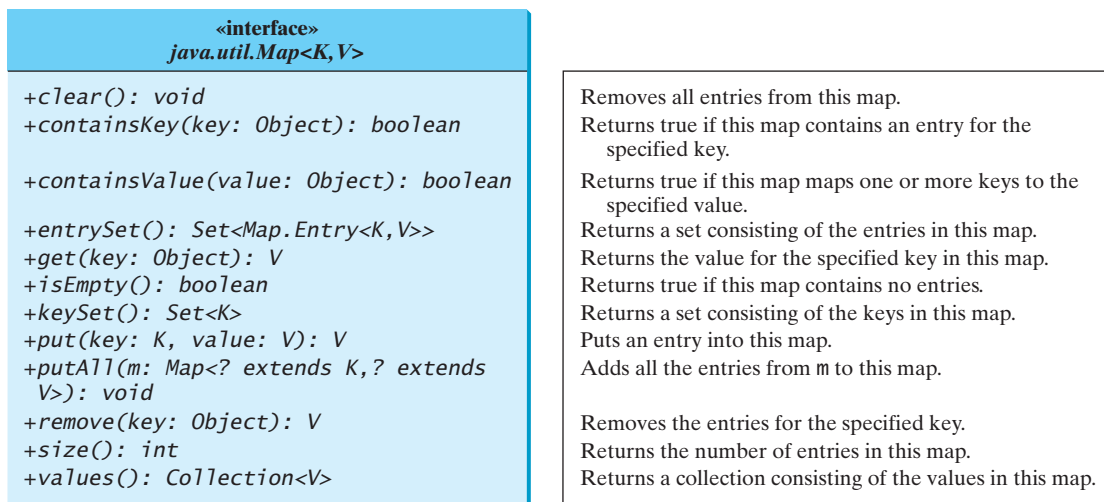 «interface»
java.util.Map<K,V>
+clear(): void
+containsKey(key: Object): boolean
+containsValue(value: Object): boolean
+entrySet(): Set<Map.Entry<K,V>>
+get(key: Object): V
+isEmpty(): boolean
+keySet(): Set<K>
+put(key: K, value: V): V
+putAll(m: Map<? extends K,? extends
V>): void
+remove(key: Object): V
+size(): int
+values(): Collection<V>
Removes all entries from this map.
Returns true if this map contains an entry for the
specified key.
Returns true if this map maps one or more keys to the
specified value.
Returns a set consisting of the entries in this map.
Returns the value for the specified key in this map.
Returns true if this map contains no entries.
Returns a set consisting of the keys in this map.
Puts an entry into this map.
Adds all the entries from m to this map.
Removes the entries for the specified key.
Returns the number of entries in this map.
Returns a collection consisting of the values in this map.